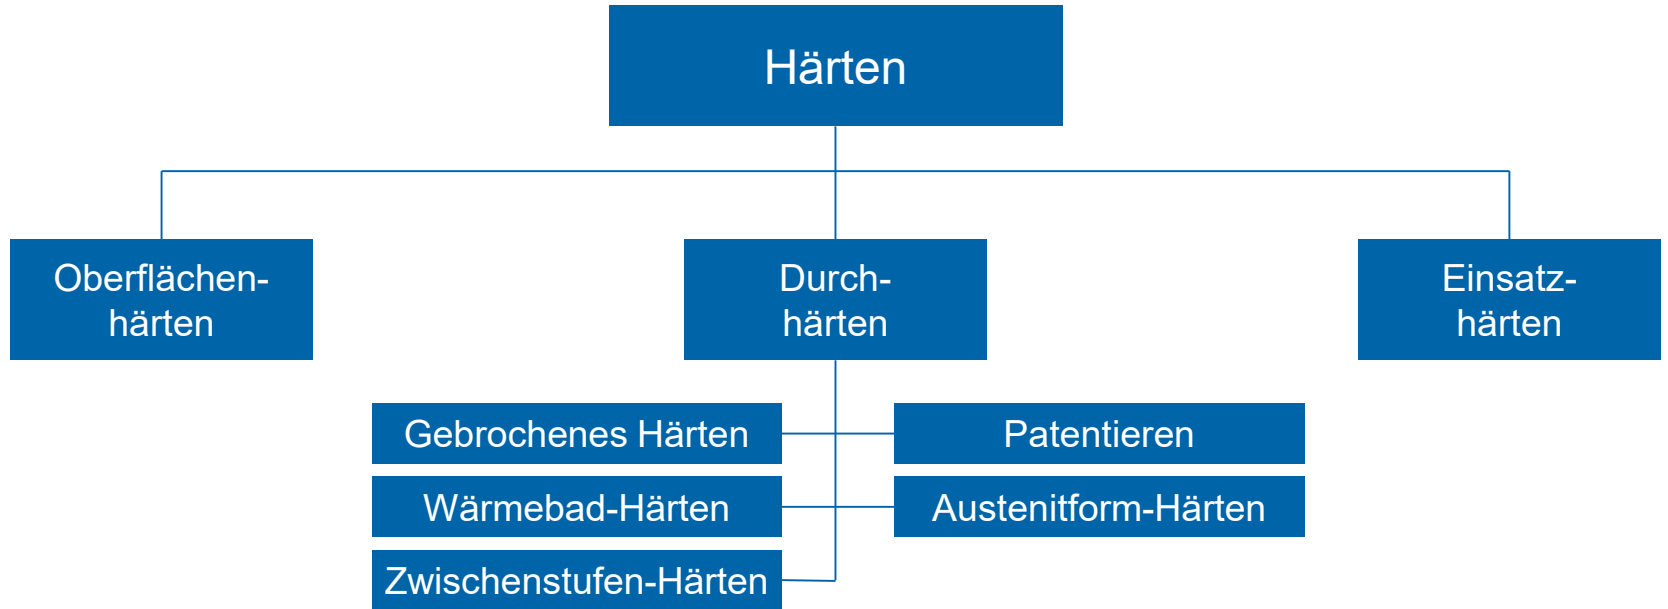 Härten
Oberflächen-
härten
Durch-
härten
Einsatz-
härten
Gebrochenes Härten
Patentieren
Wärmebad-Härten
Austenitform-Härten
Zwischenstufen-Härten